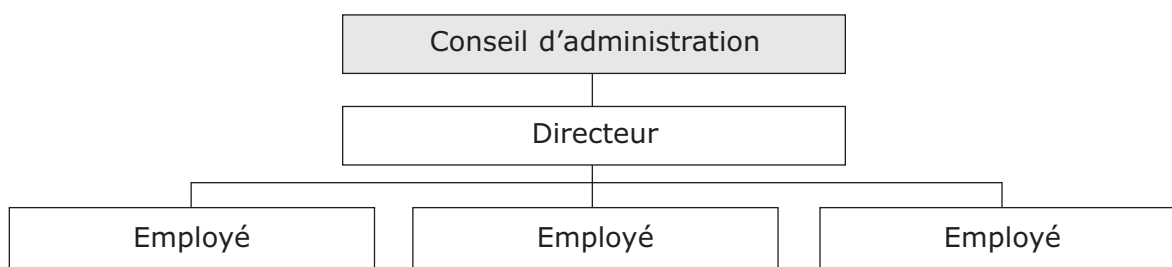 Conseil d’administration
Directeur
Employé
Employé
Employé